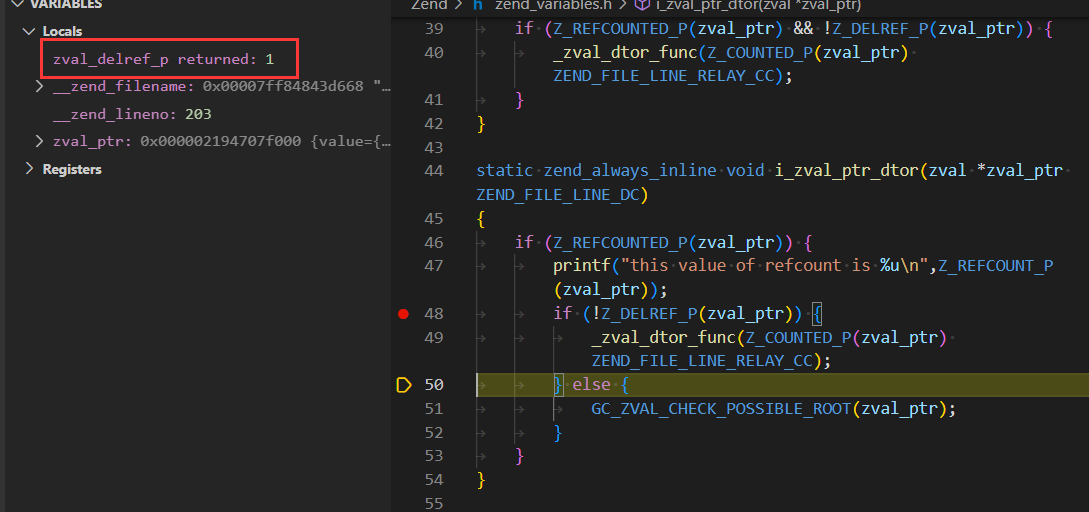 VARIABLES
Locals
zval_delref_p returned: 1
__zend_filename: 0x00007ff84843d668 "…
__zend_lineno: 203
zval_ptr: 0x000002194707f000 {value={…
Registers
Zend > h zend_variables.h > i_zval_ptr_dtor(zval *zval_ptr)
39 if (Z_REFCOUNTED_P(zval_ptr) && !Z_DELREF_P(zval_ptr)) {
40 _zval_dtor_func(Z_COUNTED_P(zval_ptr)
ZEND_FILE_LINE_RELAY_CC);
41 }
42 }
43
44 static zend_always_inline void i_zval_ptr_dtor(zval *zval_ptr
ZEND_FILE_LINE_DC)
45 {
46 if (Z_REFCOUNTED_P(zval_ptr)) {
47 printf("this value of refcount is %u\n",Z_REFCOUNT_P
(zval_ptr));
48 if (!Z_DELREF_P(zval_ptr)) {
49 _zval_dtor_func(Z_COUNTED_P(zval_ptr)
ZEND_FILE_LINE_RELAY_CC);
50 } else {
51 GC_ZVAL_CHECK_POSSIBLE_ROOT(zval_ptr);
52 }
53 }
54 }
55